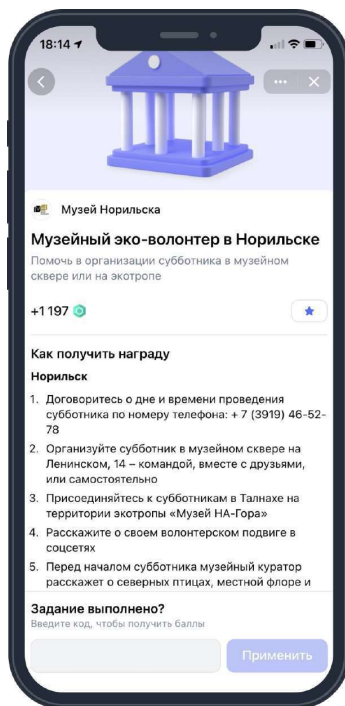 18:14
Музей Норильска
Музейный эко-волонтер в Норильске
Помочь в организации субботника в музейном
сквере или на экотропе
+1 197
Как получить награду
Норильск
1. Договоритесь о дне и времени проведения
субботника по номеру телефона: + 7 (3919) 46-52-
78
2. Организуйте субботник в музейном сквере на
Ленинском, 14 – командой, вместе с друзьями,
или самостоятельно
3. Присоединяйтесь к субботникам в Талнахе на
территории экотропы «Музей НА-Гора»
4. Расскажите о своем волонтерском подвиге в
соцсетях
5. Перед началом субботника музейный куратор
расскажет о северных птицах, местной флоре и
Задание выполнено?
Введите код, чтобы получить баллы
Применить